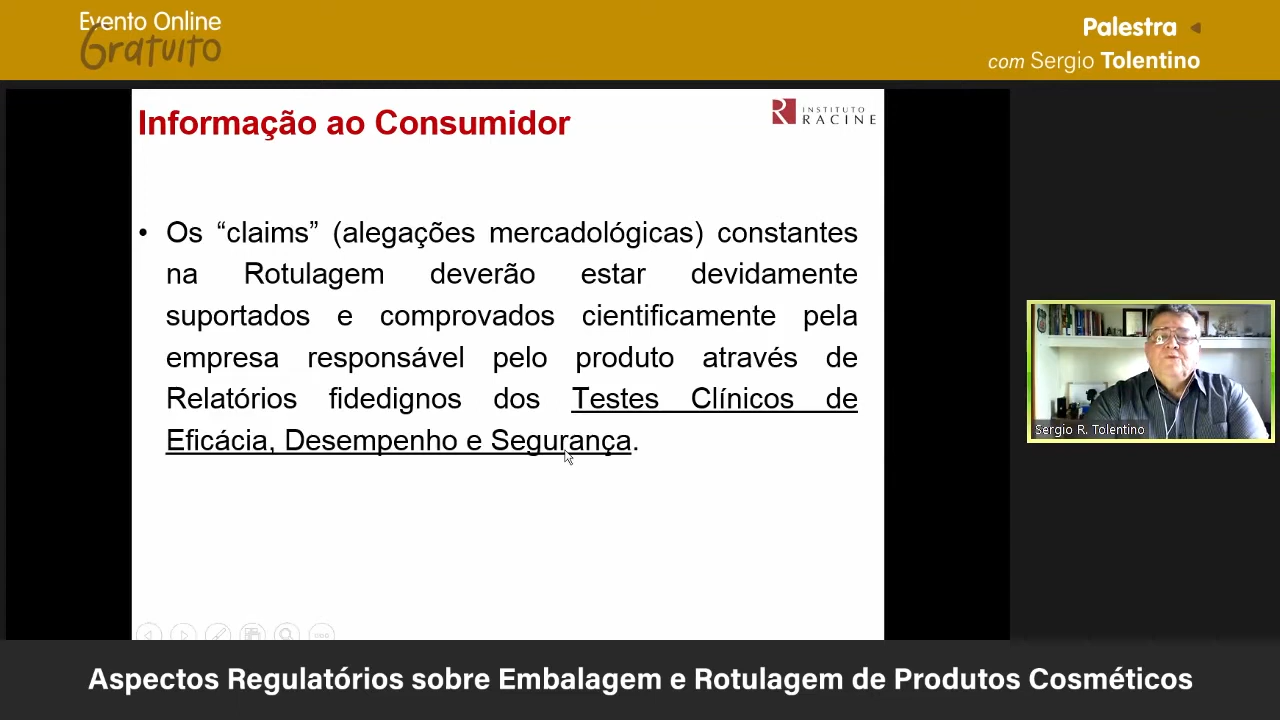 Evento Online
Gratuito
Palestra
com Sergio Tolentino
Informação ao Consumidor
INSTITUTO
RACINE
• Os “claims” (alegações mercadológicas) constantes
na Rotulagem deverão estar devidamente
suportados e comprovados cientificamente pela
empresa responsável pelo produto através de
Relatórios fidedignos dos Testes Clínicos de
Eficácia, Desempenho e Segurança.
Sergio R. Tolentino
Aspectos Regulatórios sobre Embalagem e Rotulagem de Produtos Cosméticos